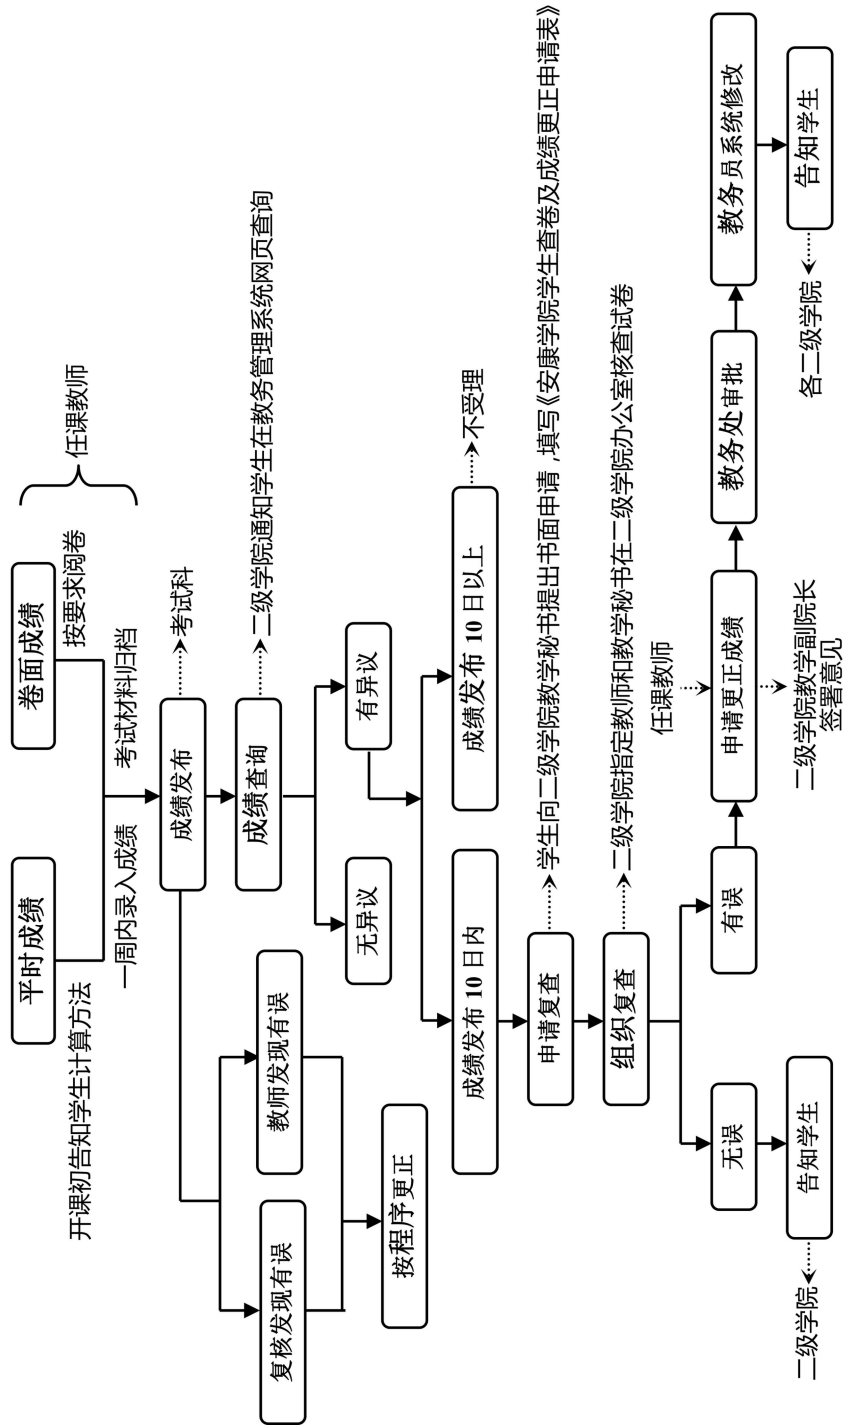 平时成绩
卷面成绩
任课教师
开课初告知学生计算方法
按要求阅卷
一周内录入成绩
考试材料归档
成绩发布
考试科
成绩查询
二级学院通知学生在教务管理系统网页查询
复核发现有误
教师发现有误
按程序更正
无异议
有异议
成绩发布 10 日内
成绩发布 10 日以上
不受理
申请复查
学生向二级学院教学秘书提出书面申请,填写《安康学院学生查卷及成绩更正申请表》
组织复查
二级学院指定教师和教学秘书在二级学院办公室核查试卷
任课教师
无误
有误
申请更正成绩
教务处审批
教务员系统修改
告知学生
二级学院
二级学院教学副院长
签署意见
各二级学院
告知学生